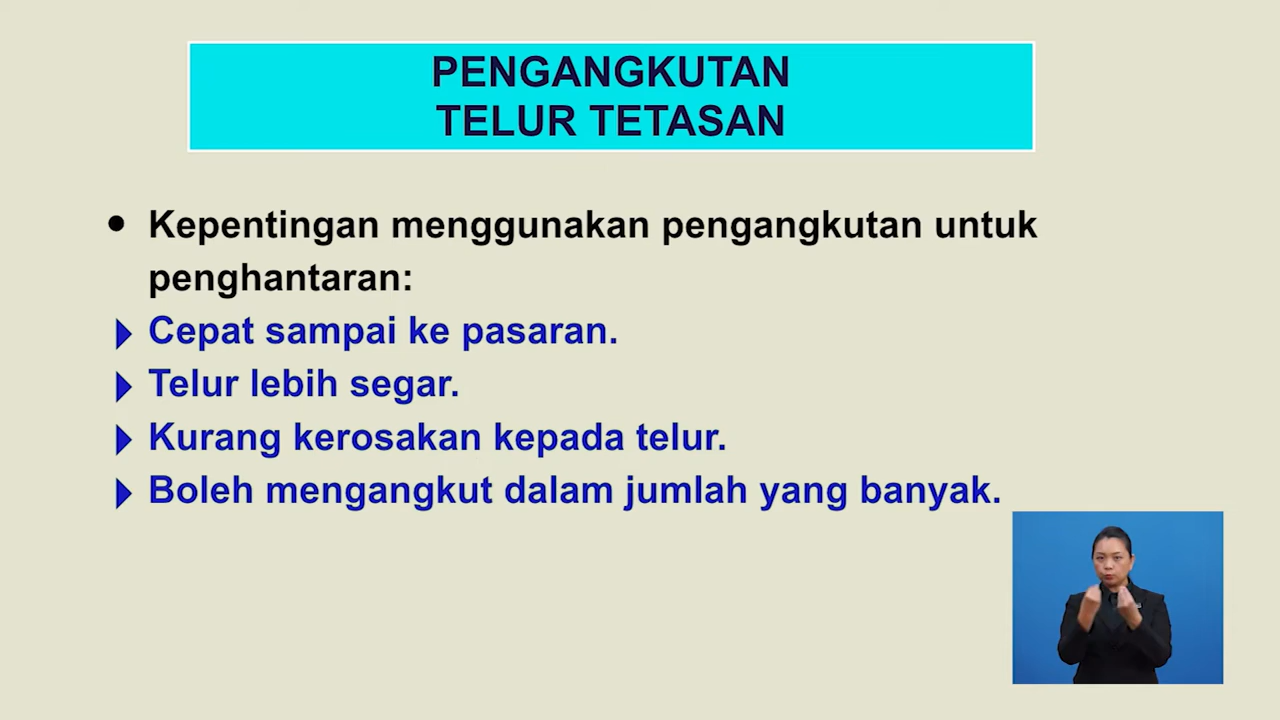 PENGANGKUTAN
TELUR TETASAN
• Kepentingan menggunakan pengangkutan untuk
penghantaran:
Cepat sampai ke pasaran.
Telur lebih segar.
Kurang kerosakan kepada telur.
Boleh mengangkut dalam jumlah yang banyak.